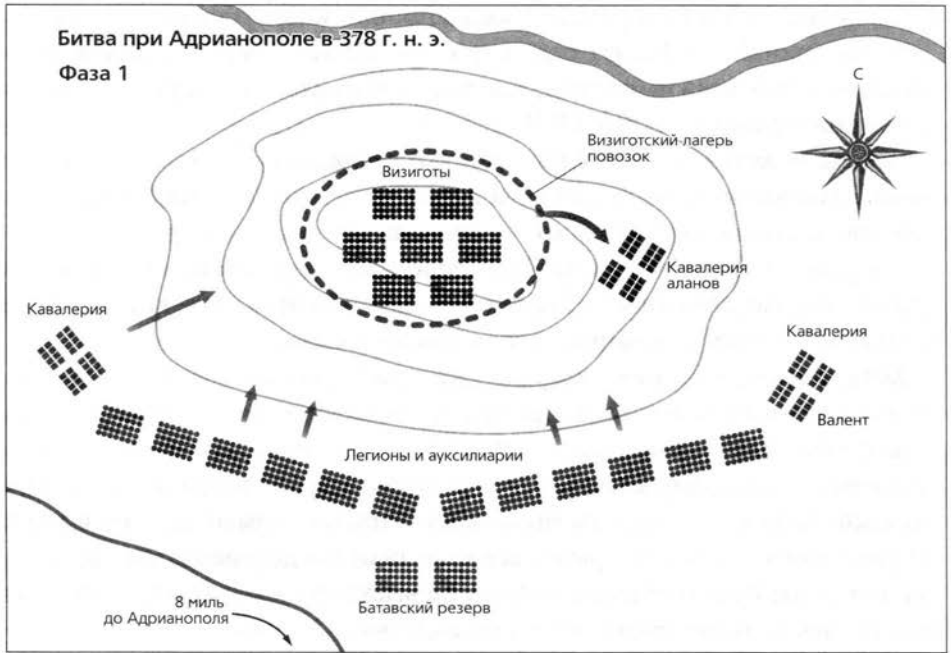 Битва при Адрианополе в 378 г. н. э.
Фаза 1
С
Визиготский лагерь
повозок
Визиготы
Кавалерия
аланов
Кавалерия
Кавалерия
Валент
Легионы и ауксилиарии
Батавский резерв
8 миль
до Адрианополя